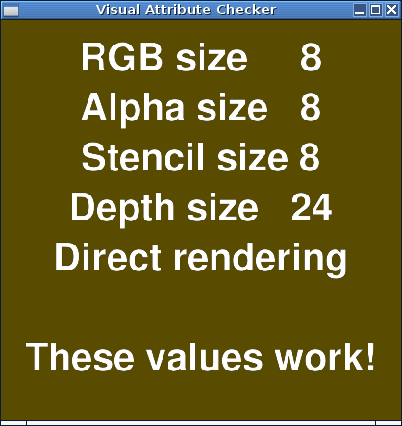 Visual Attribute Checker
RGB size 8
Alpha size 8
Stencil size 8
Depth size 24
Direct rendering
These values work!